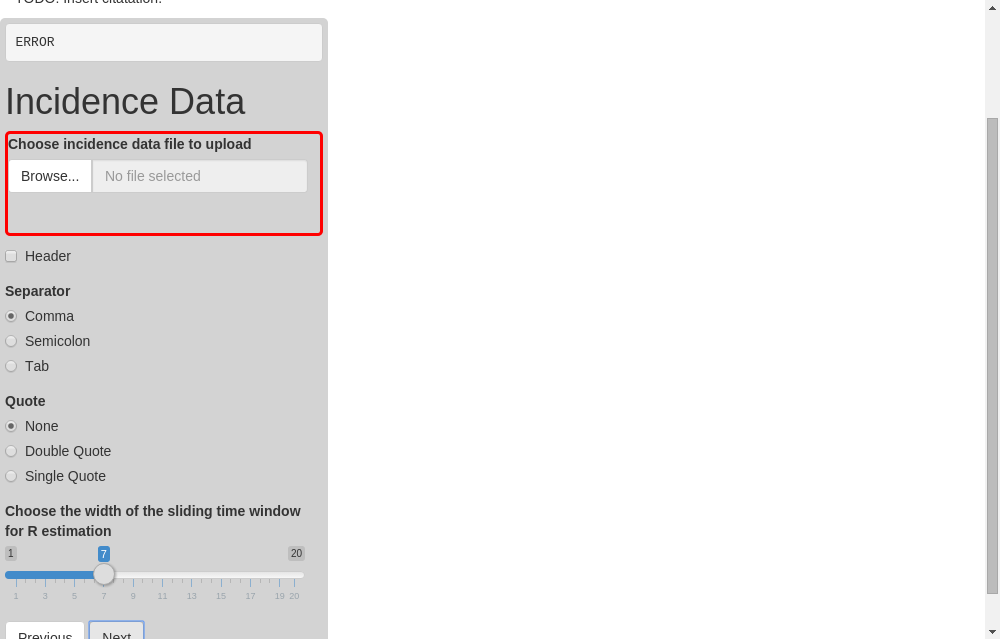 TODO: Insert citatation.
ERROR
Incidence Data
Choose incidence data file to upload
Browse... No file selected
Header
Separator
Comma
Semicolon
Tab
Quote
None
Double Quote
Single Quote
Choose the width of the sliding time window
for R estimation
1 7 20
1 3 5 7 9 11 13 15 17 19 20
Previous Next